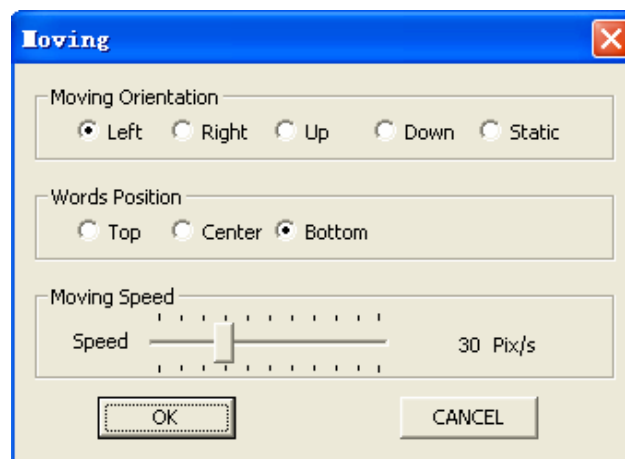 Moving
Moving Orientation
Left Right Up Down Static
Words Position
Top Center Bottom
Moving Speed
Speed 30 Pix/s
OK CANCEL